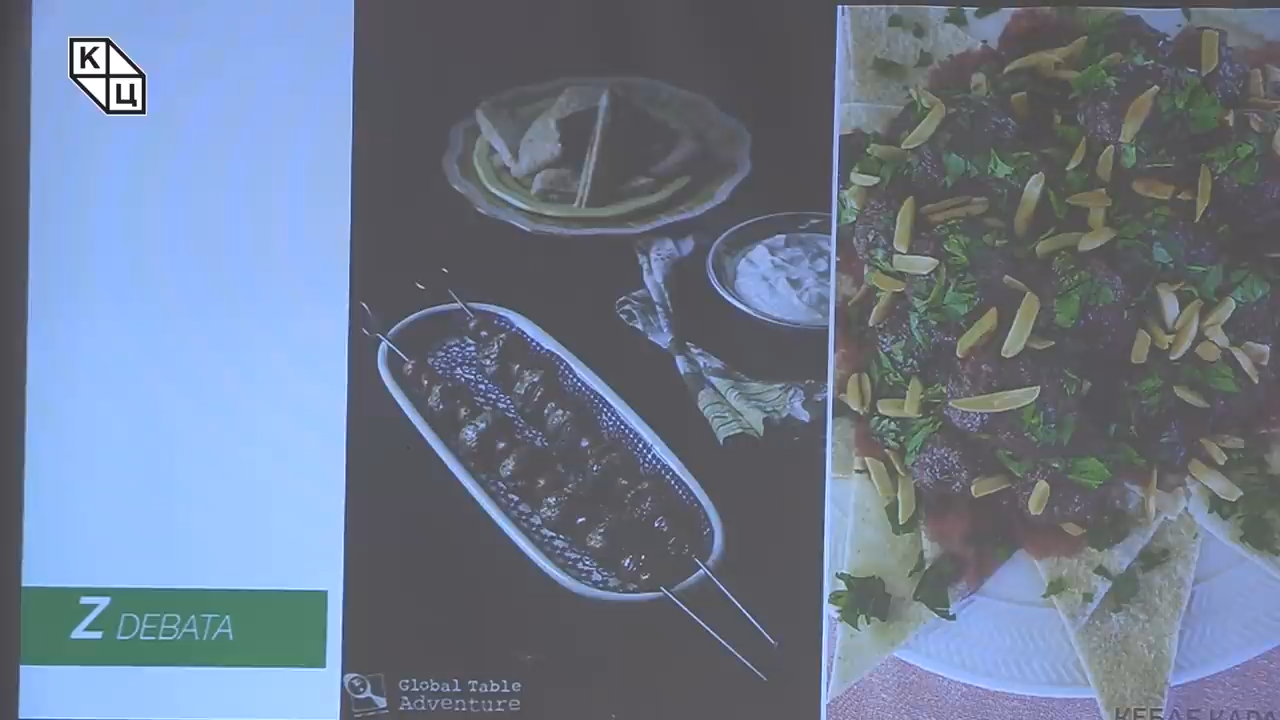 К
Ц
Z DEBATA
Global Table
Adventure